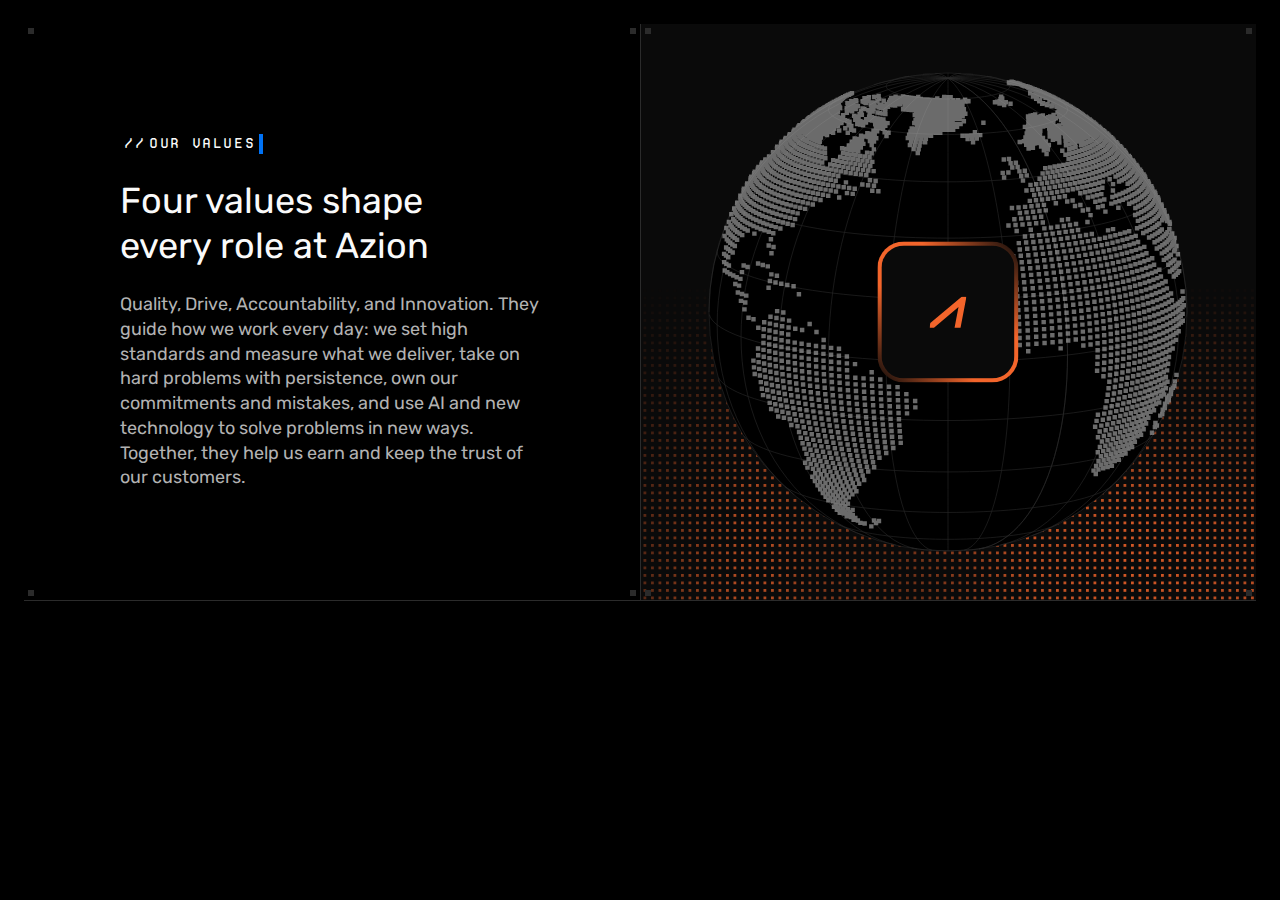 //OUR VALUES
Four values shape
every role at Azion
Quality, Drive, Accountability, and Innovation. They
guide how we work every day: we set high
standards and measure what we deliver, take on
hard problems with persistence, own our
commitments and mistakes, and use AI and new
technology to solve problems in new ways.
Together, they help us earn and keep the trust of
our customers.